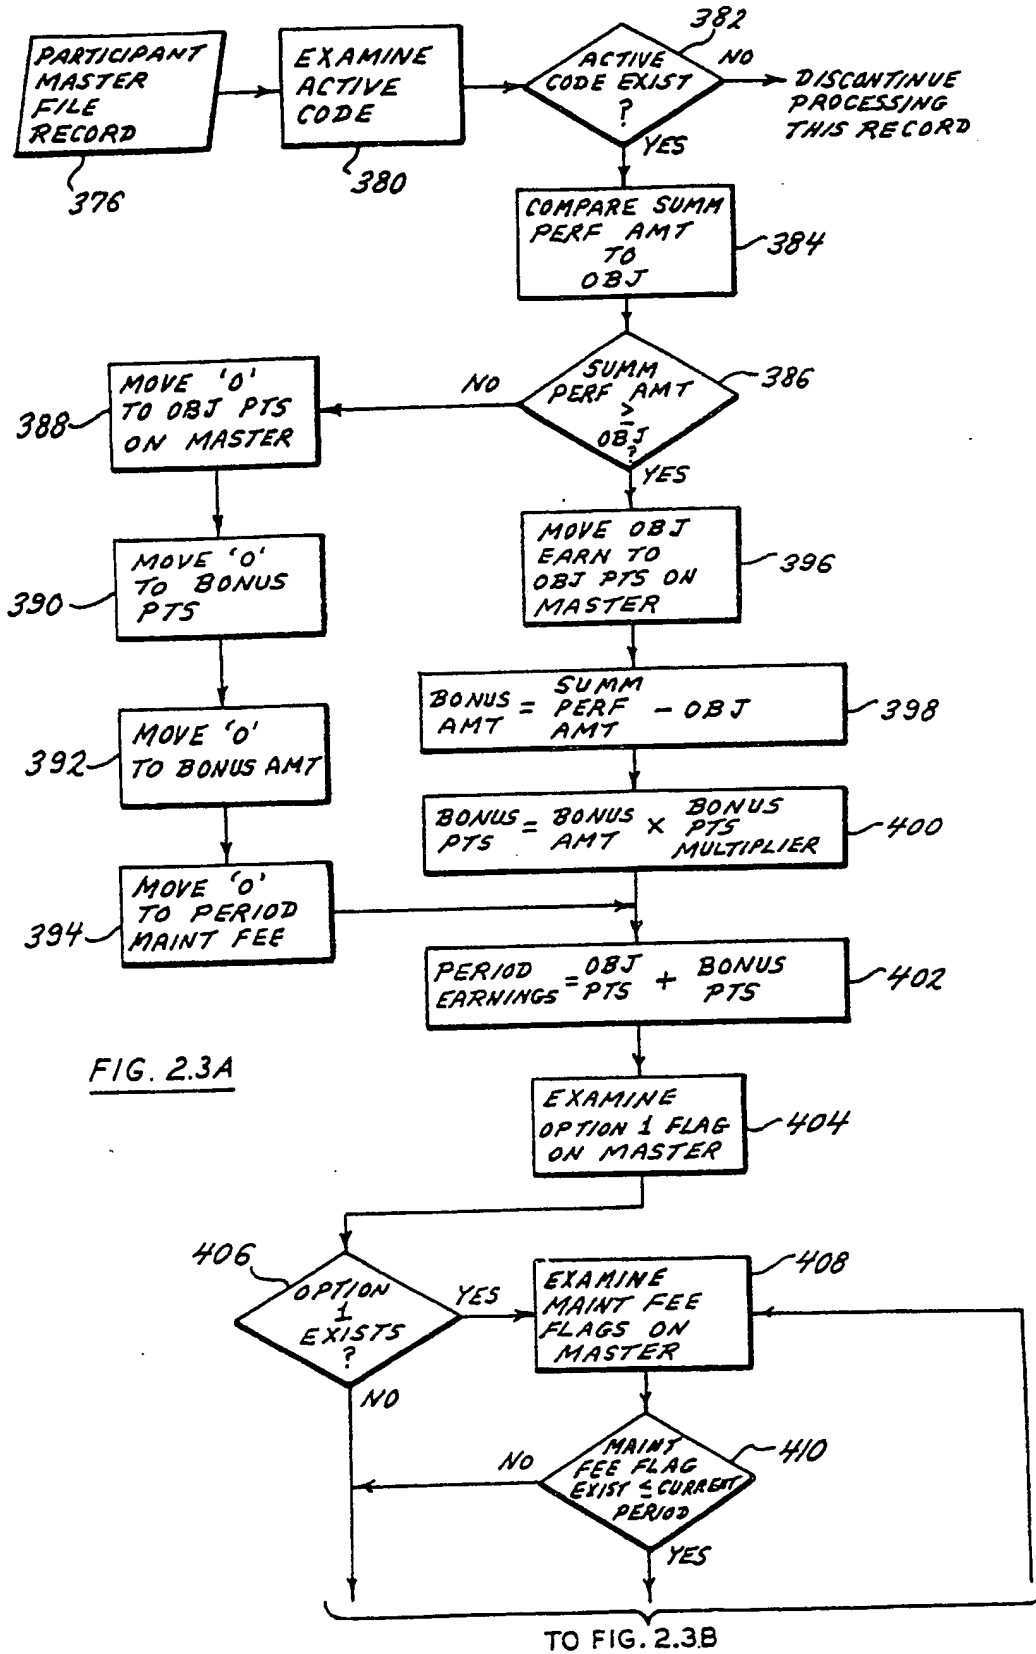 PARTICIPANT
MASTER
FILE
RECORD
376
EXAMINE
ACTIVE
CODE
380
ACTIVE
CODE EXIST
?
382
NO
DISCONTINUE
PROCESSING
THIS RECORD
YES
COMPARE SUMM
PERF AMT
TO
OBJ
384
SUMM
PERF AMT
≥
OBJ
?
386
NO
YES
MOVE '0'
TO OBJ PTS
ON MASTER
388
MOVE '0'
TO BONUS
PTS
390
MOVE '0'
TO BONUS AMT
392
MOVE '0'
TO PERIOD
MAINT FEE
394
MOVE OBJ
EARN TO
OBJ PTS ON
MASTER
396
BONUS AMT = SUMM PERF AMT - OBJ
398
BONUS PTS = BONUS AMT × BONUS PTS MULTIPLIER
400
PERIOD EARNINGS = OBJ PTS + BONUS PTS
402
FIG. 2.3A
EXAMINE
OPTION 1 FLAG
ON MASTER
404
406
OPTION
1
EXISTS
?
YES
NO
EXAMINE
MAINT FEE
FLAGS ON
MASTER
408
MAINT
FEE FLAG
EXIST ≤ CURRENT
PERIOD
410
NO
YES
TO FIG. 2.3B